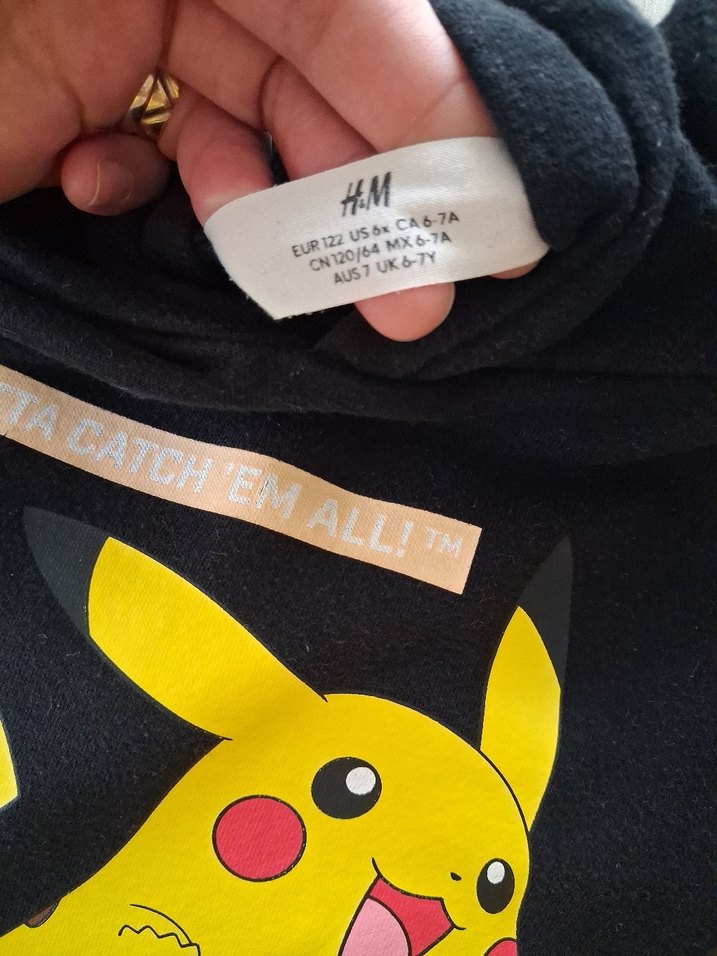 H&M
EUR 122 US 6x CA 6-7A
CN 120/64 MX 6-7A
AUS 7 UK 6-7Y
CATCH 'EM ALL! ™